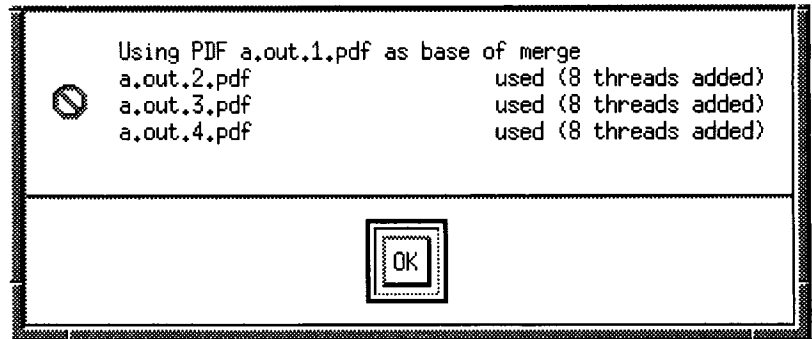 Using PDF a.out.1.pdf as base of merge
a.out.2.pdf used (8 threads added)
a.out.3.pdf used (8 threads added)
a.out.4.pdf used (8 threads added)
OK